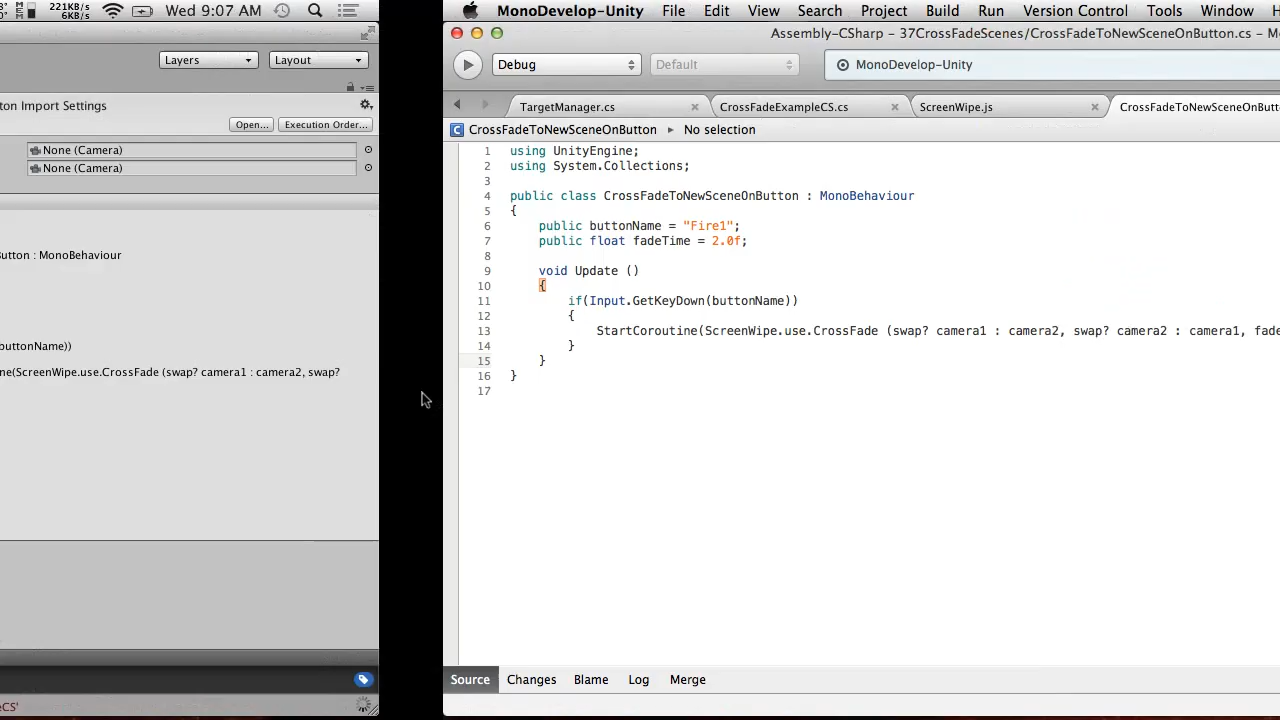 221KB/s
6KB/s
Wed 9:07 AM
Layers
Layout
ton Import Settings
Open...
Execution Order...
None (Camera)
None (Camera)
Button : MonoBehaviour
buttonName))
ne(ScreenWipe.use.CrossFade (swap? camera1 : camera2, swap?
eCS'
MonoDevelop-Unity File Edit View Search Project Build Run Version Control Tools Window
Assembly-CSharp - 37CrossFadeScenes/CrossFadeToNewSceneOnButton.cs - M
Debug
Default
MonoDevelop-Unity
TargetManager.cs
CrossFadeExampleCS.cs
ScreenWipe.js
CrossFadeToNewSceneOnButt
CrossFadeToNewSceneOnButton
No selection
1 using UnityEngine;
2 using System.Collections;
3
4 public class CrossFadeToNewSceneOnButton : MonoBehaviour
5 {
6 public buttonName = "Fire1";
7 public float fadeTime = 2.0f;
8
9 void Update ()
10 {
11 if(Input.GetKeyDown(buttonName))
12 {
13 StartCoroutine(ScreenWipe.use.CrossFade (swap? camera1 : camera2, swap? camera2 : camera1, fade
14 }
15 }
16 }
17
Source Changes Blame Log Merge